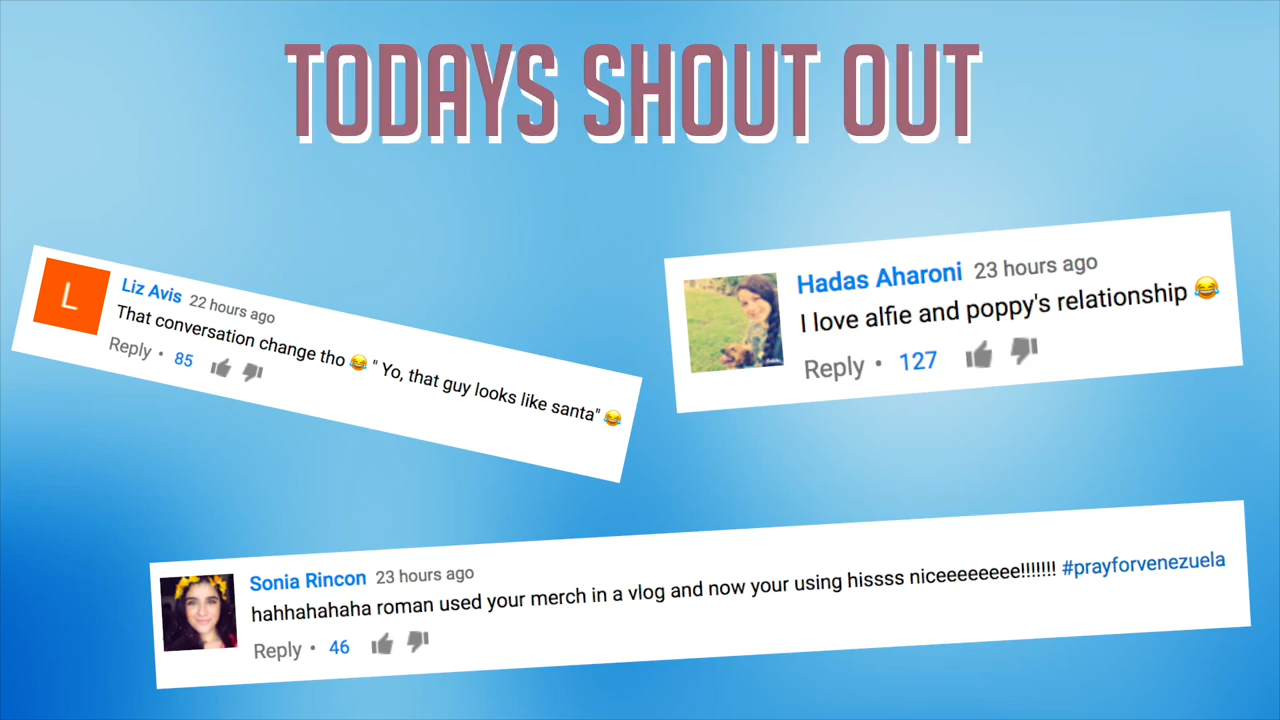 TODAYS SHOUT OUT
L
Liz Avis 22 hours ago
That conversation change tho 😂 " Yo, that guy looks like santa" 😂
Reply • 85
Hadas Aharoni 23 hours ago
I love alfie and poppy's relationship 😂
Reply • 127
Sonia Rincon 23 hours ago
hahhahahaha roman used your merch in a vlog and now your using hissss niceeeeeeee!!!!!!! #prayforvenezuela
Reply • 46